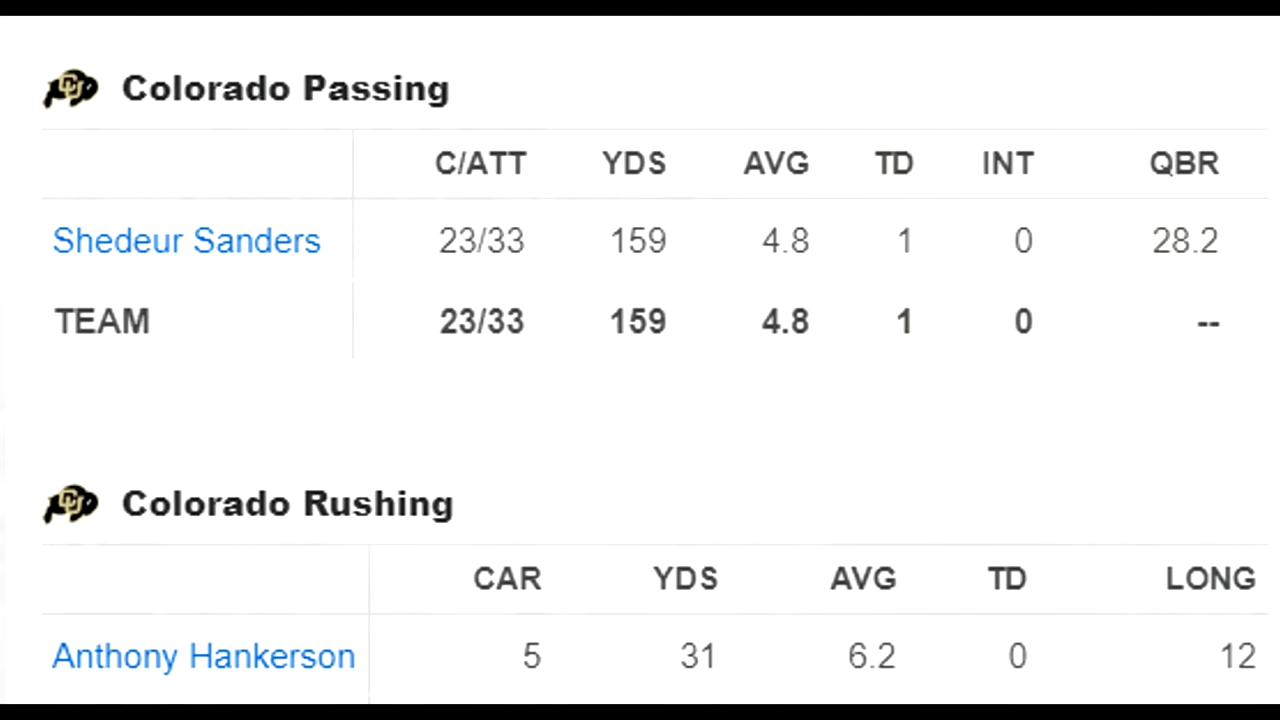 Colorado Passing
C/ATT YDS AVG TD INT QBR
Shedeur Sanders 23/33 159 4.8 1 0 28.2
TEAM 23/33 159 4.8 1 0 --
Colorado Rushing
CAR YDS AVG TD LONG
Anthony Hankerson 5 31 6.2 0 12